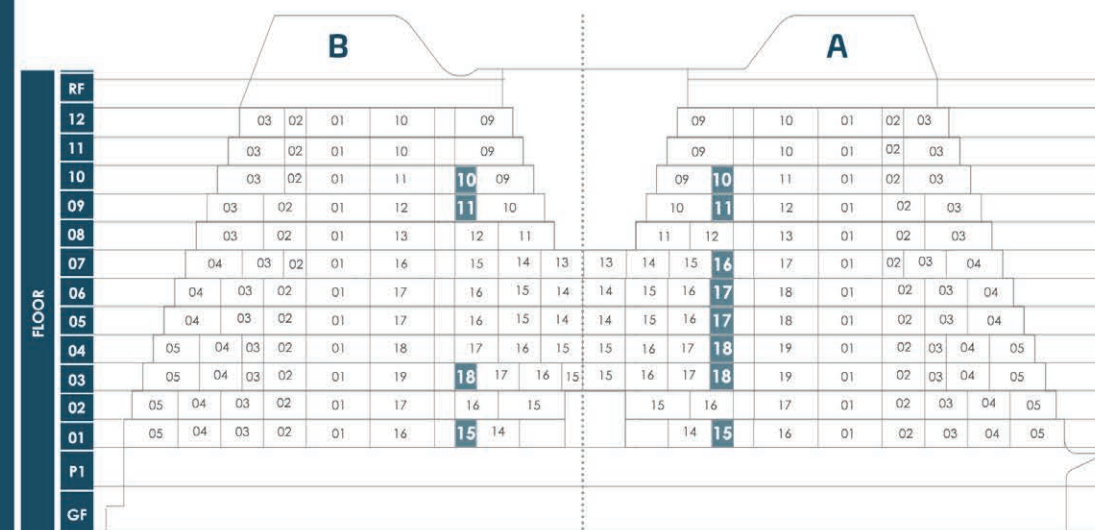 B A
FLOOR
RF
12 03 02 01 10 09 09 10 01 02 03
11 03 02 01 10 09 09 10 01 02 03
10 03 02 01 11 10 09 09 10 11 01 02 03
09 03 02 01 12 11 10 10 11 12 01 02 03
08 03 02 01 13 12 11 11 12 13 01 02 03
07 04 03 02 01 16 15 14 13 13 14 15 16 17 01 02 03 04
06 04 03 02 01 17 16 15 14 14 15 16 17 18 01 02 03 04
05 04 03 02 01 17 16 15 14 14 15 16 17 18 01 02 03 04
04 05 04 03 02 01 18 17 16 15 15 16 17 18 19 01 02 03 04 05
03 05 04 03 02 01 19 18 17 16 15 15 16 17 18 19 01 02 03 04 05
02 05 04 03 02 01 17 16 15 15 16 17 01 02 03 04 05
01 05 04 03 02 01 16 15 14 14 15 16 01 02 03 04 05
P1
GF